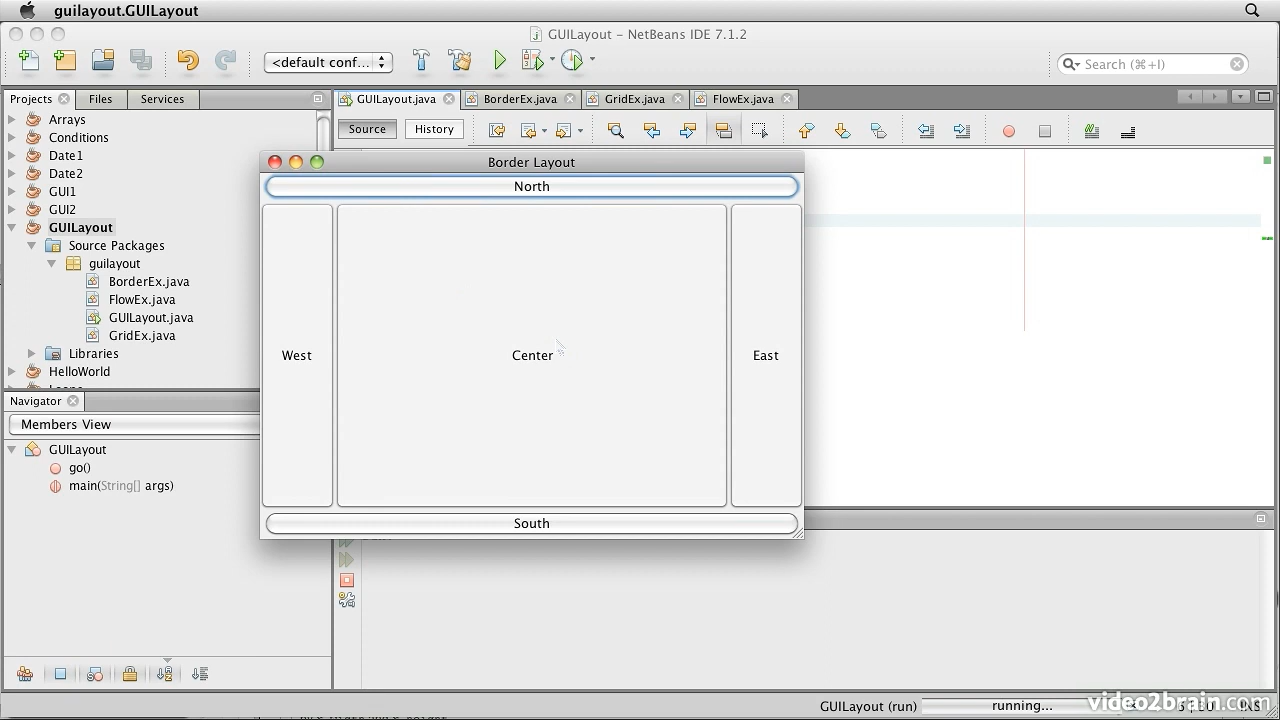 guilayout.GUILayout
GUILayout – NetBeans IDE 7.1.2
<default conf...
Search (⌘+I)
Projects
Files
Services
GUILayout.java
BorderEx.java
GridEx.java
FlowEx.java
Source
History
Arrays
Conditions
Date1
Date2
GUI1
GUI2
GUILayout
Source Packages
guilayout
BorderEx.java
FlowEx.java
GUILayout.java
GridEx.java
Libraries
HelloWorld
Border Layout
North
West
Center
East
South
Navigator
Members View
GUILayout
go()
main(String[] args)
GUILayout (run)
running...
INS
video2brain.com